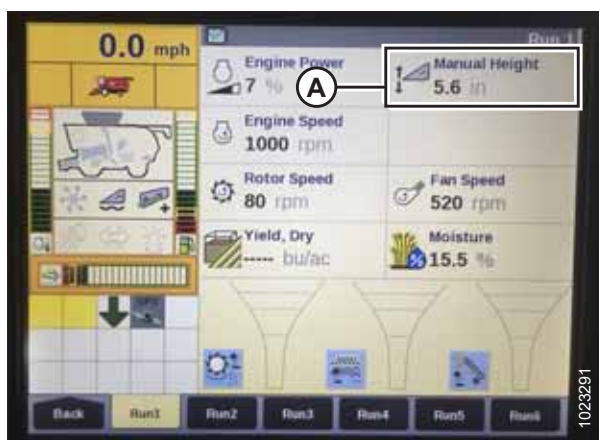 0.0 mph
Run 1
Engine Power
7 %
A
Manual Height
5.6 in
Engine Speed
1000 rpm
Rotor Speed
80 rpm
Fan Speed
520 rpm
Yield, Dry
----- bu/ac
Moisture
15.5 %
Back
Run1
Run2
Run3
Run4
Run5
Run6
1023291